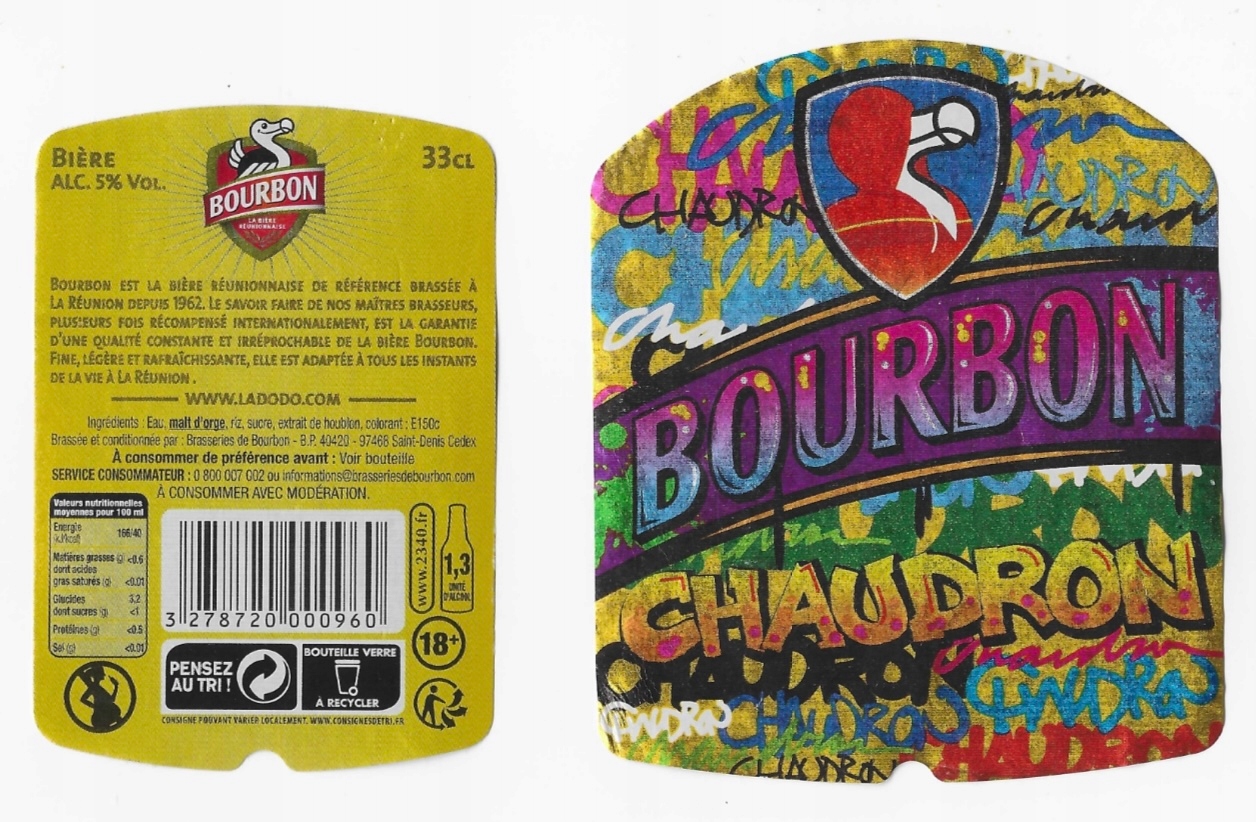 BIÈRE
ALC. 5% VOL.
33CL
BOURBON
LA BIÈRE
RÉUNIONNAISE
BOURBON EST LA BIÈRE RÉUNIONNAISE DE RÉFÉRENCE BRASSÉE À
LA RÉUNION DEPUIS 1962. LE SAVOIR FAIRE DE NOS MAÎTRES BRASSEURS,
PLUSIEURS FOIS RÉCOMPENSÉ INTERNATIONALEMENT, EST LA GARANTIE
D'UNE QUALITÉ CONSTANTE ET IRRÉPROCHABLE DE LA BIÈRE BOURBON.
FINE, LÉGÈRE ET RAFRAÎCHISSANTE, ELLE EST ADAPTÉE À TOUS LES INSTANTS
DE LA VIE À LA RÉUNION .
WWW.LADODO.COM
Ingrédients : Eau, malt d'orge, riz, sucre, extrait de houblon, colorant : E150c
Brassée et conditionnée par : Brasseries de Bourbon - B.P. 40420 - 97468 Saint-Denis Cedex
À consommer de préférence avant : Voir bouteille
SERVICE CONSOMMATEUR : 0 800 007 002 ou informations@brasseriesdebourbon.com
À CONSOMMER AVEC MODÉRATION.
Valeurs nutritionnelles
moyennes pour 100 ml
Energie
(kJ/kcal) 166/40
Matières grasses (g) <0.6
dont acides
gras saturés (g) <0.01
Glucides 3.2
dont sucres (g) <1
Protéines (g) <0.5
Sel (g) <0.01
3 278720 000960
www.2340.fr
1,3
UNITÉ
D'ALCOOL
18+
PENSEZ
AU TRI !
BOUTEILLE VERRE
À RECYCLER
CONSIGNE POUVANT VARIER LOCALEMENT. WWW.CONSIGNESDETRI.FR
CHAUDRON
BOURBON
CHAUDRON
CHAUDRON
CHAUDRON
CHAUDRON
CHAUDRON
CHAUDRON
CHAUDRON
CHAUDRON